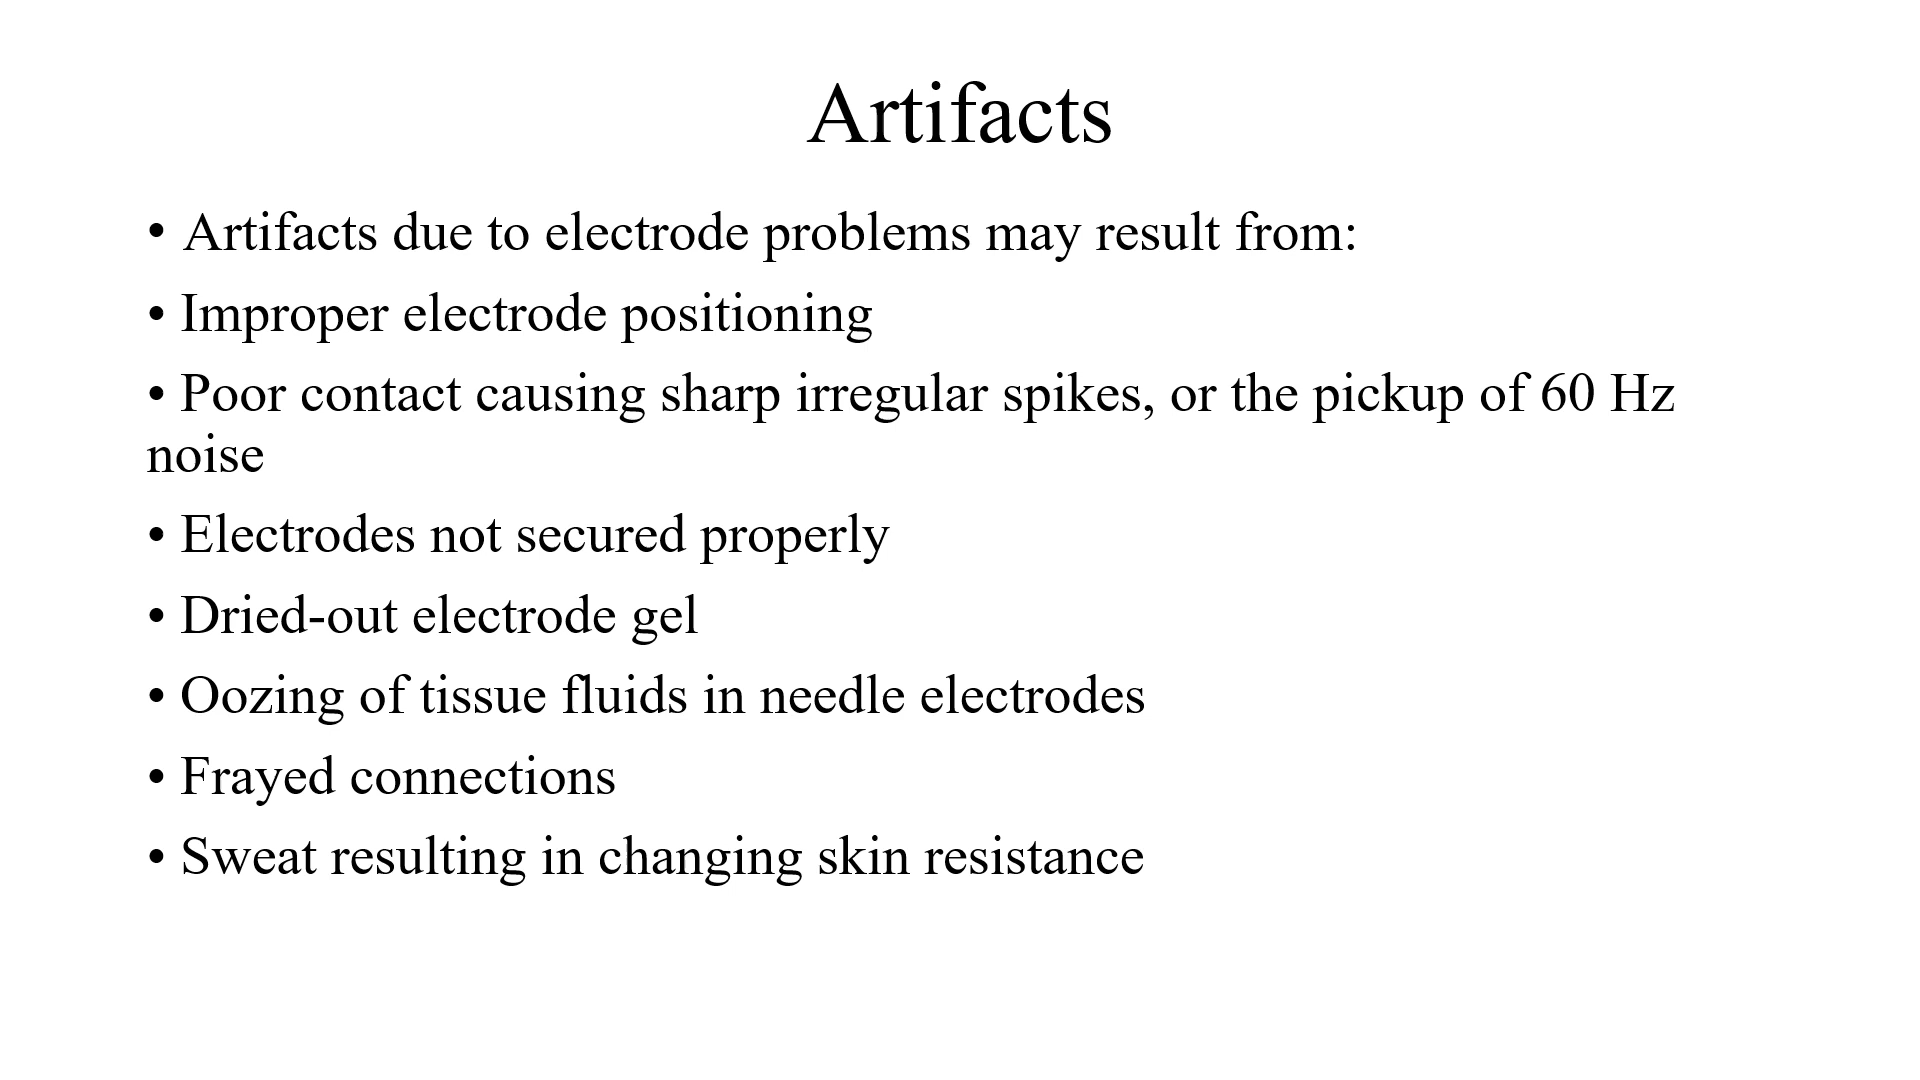 Artifacts
• Artifacts due to electrode problems may result from:
• Improper electrode positioning
• Poor contact causing sharp irregular spikes, or the pickup of 60 Hz
noise
• Electrodes not secured properly
• Dried-out electrode gel
• Oozing of tissue fluids in needle electrodes
• Frayed connections
• Sweat resulting in changing skin resistance